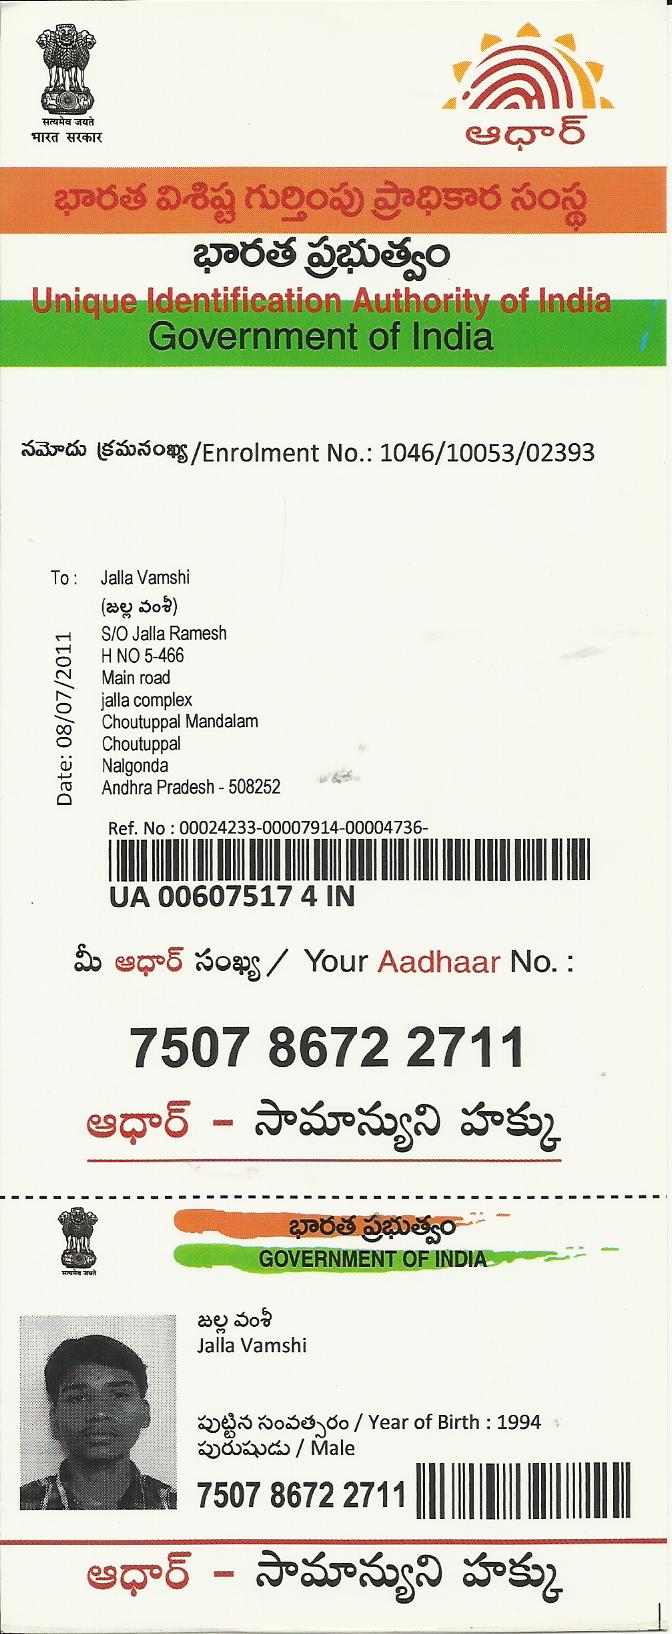 सत्यमेव जयते
भारत सरकार
ఆధార్
భారత విశిష్ట గుర్తింపు ప్రాధికార సంస్థ
భారత ప్రభుత్వం
Unique Identification Authority of India
Government of India
నమోదు క్రమసంఖ్య/Enrolment No.: 1046/10053/02393
To : Jalla Vamshi
(జల్ల వంశీ)
S/O Jalla Ramesh
H NO 5-466
Main road
jalla complex
Choutuppal Mandalam
Choutuppal
Nalgonda
Andhra Pradesh - 508252
Date: 08/07/2011
Ref. No : 00024233-00007914-00004736-
UA 00607517 4 IN
మీ ఆధార్ సంఖ్య / Your Aadhaar No. :
7507 8672 2711
ఆధార్ - సామాన్యుని హక్కు
सत्यमेव जयते
భారత ప్రభుత్వం
GOVERNMENT OF INDIA
జల్ల వంశీ
Jalla Vamshi
పుట్టిన సంవత్సరం / Year of Birth : 1994
పురుషుడు / Male
7507 8672 2711
ఆధార్ - సామాన్యుని హక్కు